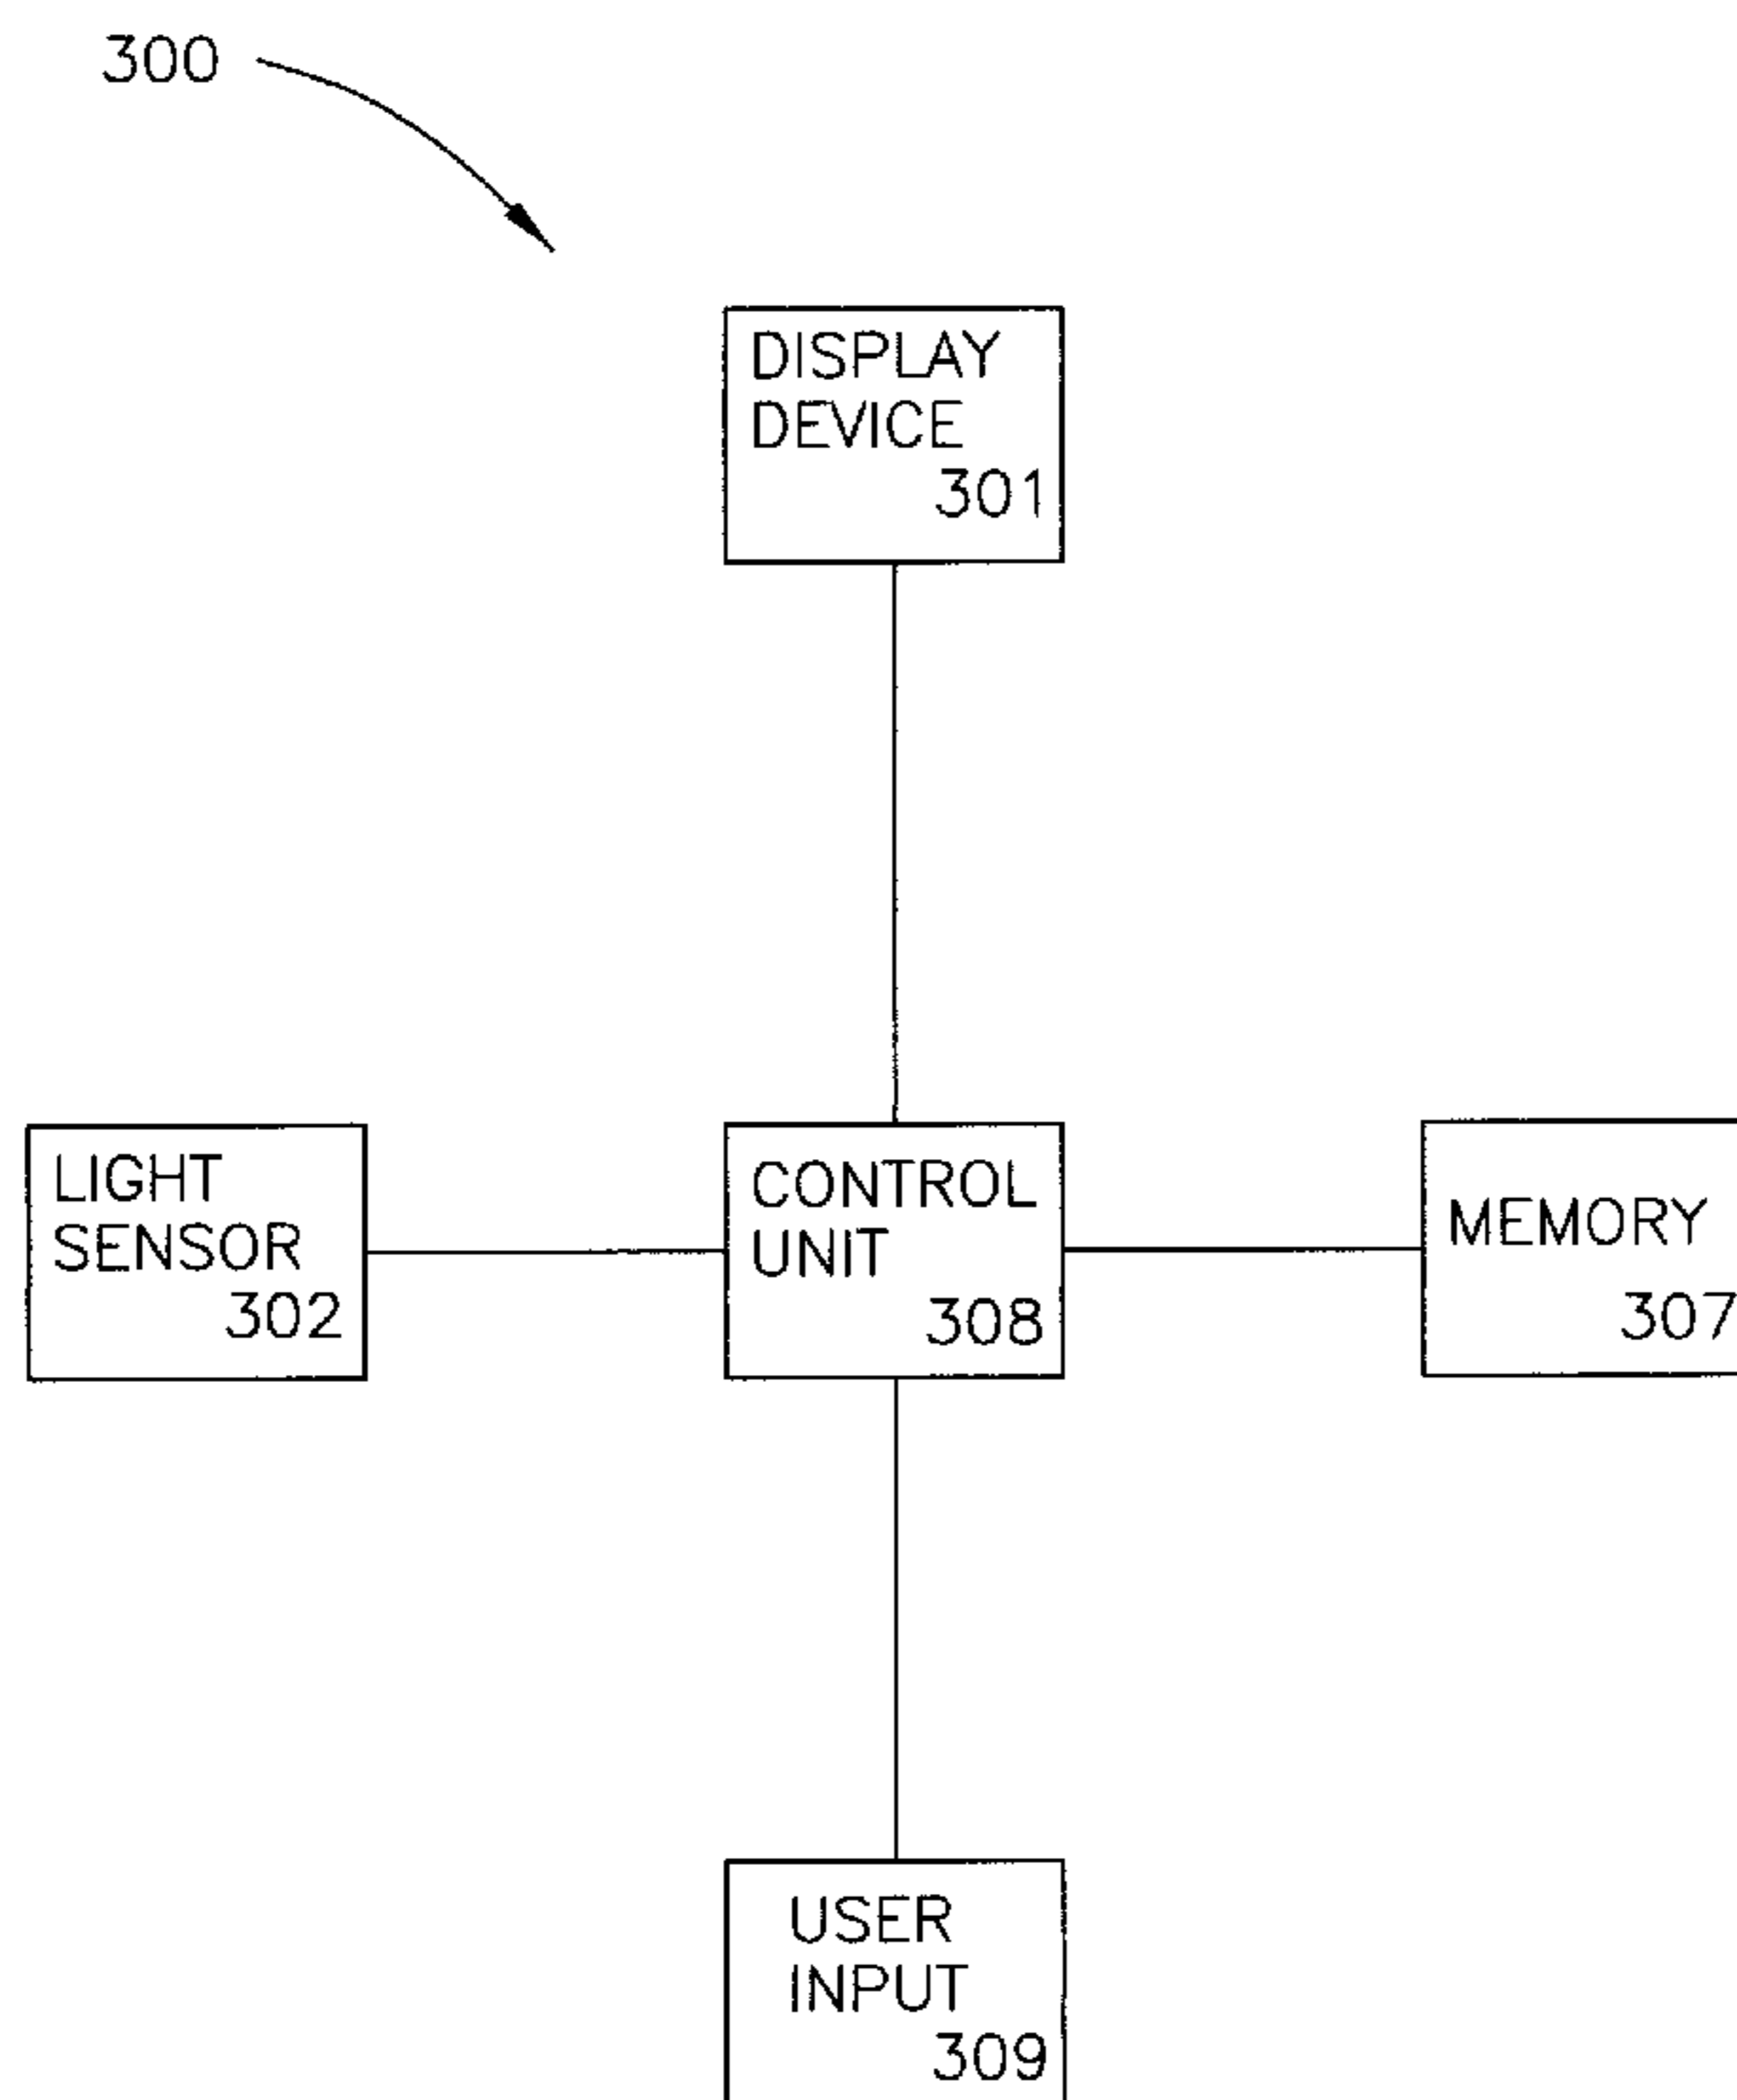 300
DISPLAY
DEVICE
301
LIGHT
SENSOR
302
CONTROL
UNIT
308
MEMORY
307
USER
INPUT
309